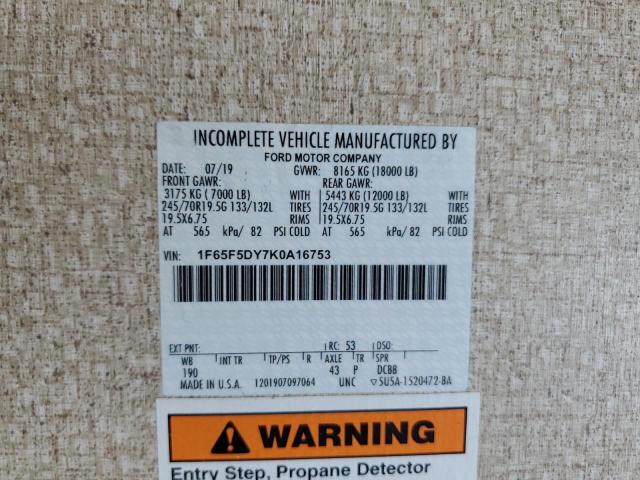 INCOMPLETE VEHICLE MANUFACTURED BY
FORD MOTOR COMPANY
DATE: 07/19 GVWR: 8165 KG (18000 LB)
FRONT GAWR: REAR GAWR:
3175 KG ( 7000 LB) WITH 5443 KG (12000 LB) WITH
245/70R19.5G 133/132L TIRES 245/70R19.5G 133/132L TIRES
19.5X6.75 RIMS 19.5X6.75 RIMS
AT 565 kPa/ 82 PSI COLD AT 565 kPa/ 82 PSI COLD
VIN: 1F65F5DY7K0A16753
EXT PNT: RC: 53 DSO:
WB INT TR TP/PS R AXLE TR SPR
190 43 P DCBB
MADE IN U.S.A. 1201907097064 UNC ▽5U5A-1520472-BA
WARNING
Entry Step, Propane Detector